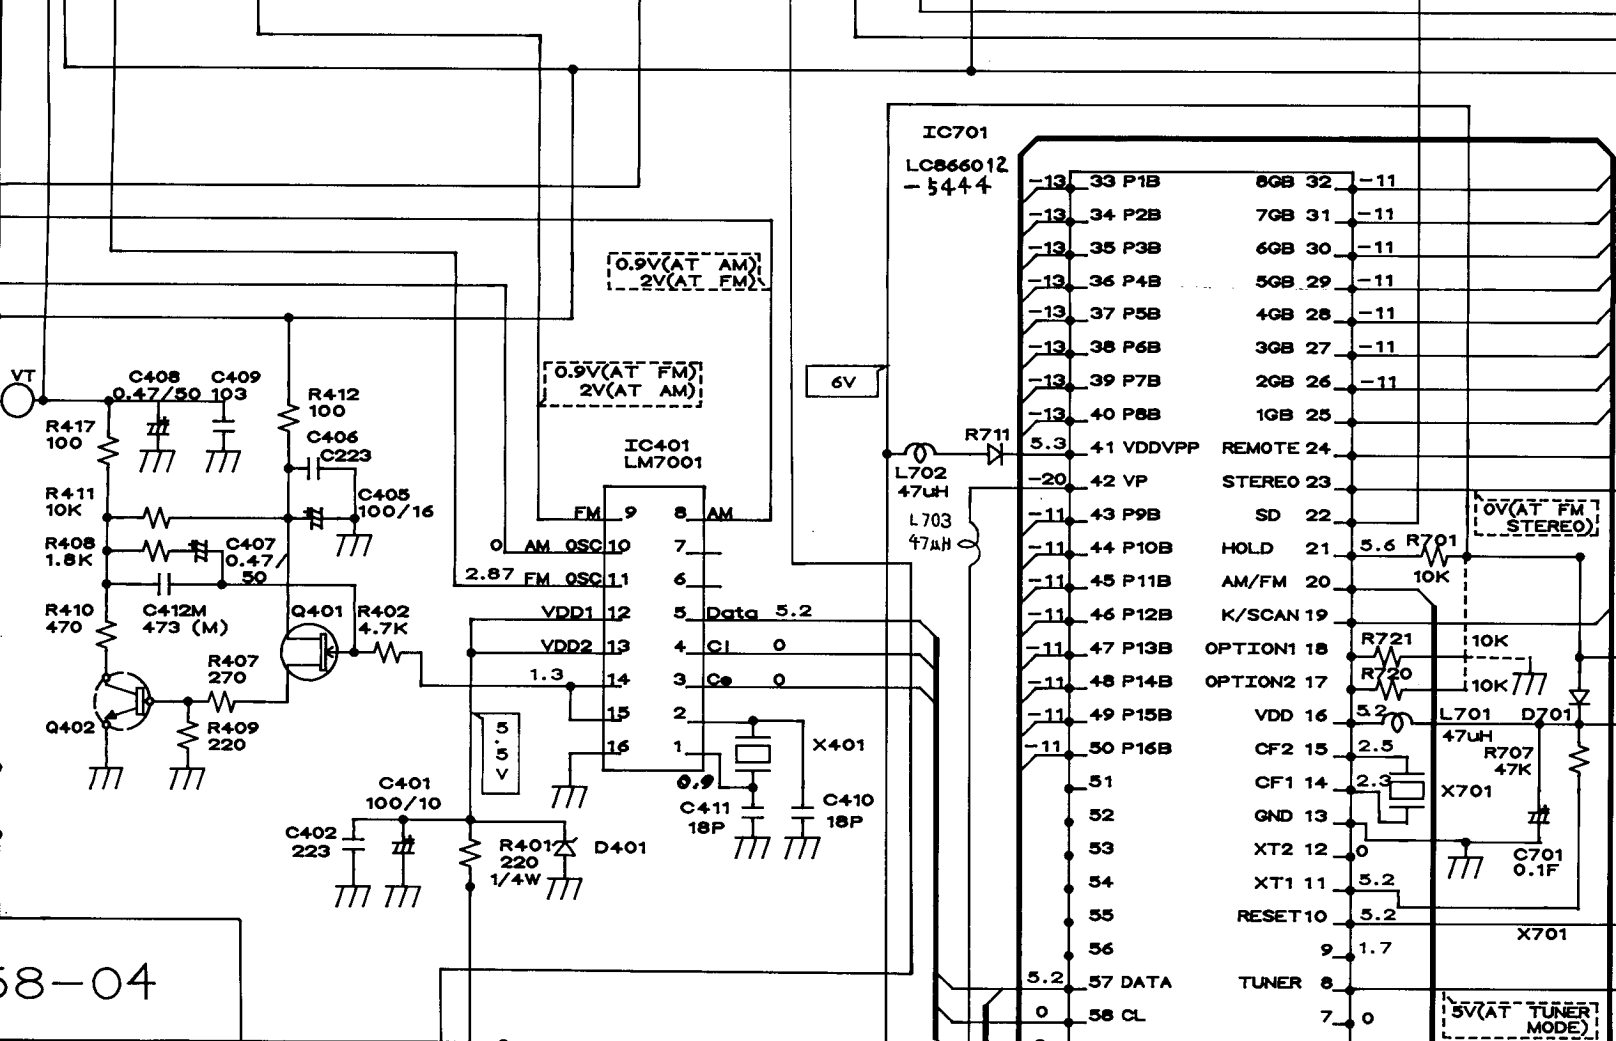 IC701
LC866012
-5444
-13 33 P1B 8GB 32 -11
-13 34 P2B 7GB 31 -11
-13 35 P3B 6GB 30 -11
-13 36 P4B 5GB 29 -11
-13 37 P5B 4GB 28 -11
-13 38 P6B 3GB 27 -11
-13 39 P7B 2GB 26 -11
-13 40 P8B 1GB 25
5.3 41 VDDVPP REMOTE 24
-20 42 VP STEREO 23
-11 43 P9B SD 22
-11 44 P10B HOLD 21 5.6
-11 45 P11B AM/FM 20
-11 46 P12B K/SCAN 19
-11 47 P13B OPTION1 18
-11 48 P14B OPTION2 17
-11 49 P15B VDD 16 5.2
-11 50 P16B CF2 15 2.5
51 CF1 14 2.3
52 GND 13
53 XT2 12 0
54 XT1 11 5.2
55 RESET 10 5.2
56 9 1.7
5.2 57 DATA TUNER 8
0 58 CL 7 0
0.9V(AT AM)
2V(AT FM)
0.9V(AT FM)
2V(AT AM)
6V
R711
L702
47uH
L703
47uH
0V(AT FM
STEREO)
R701
10K
R721
10K
R720
10K
L701
47uH
D701
R707
47K
X701
C701
0.1F
X701
5V(AT TUNER
MODE)
VT
C408
0.47/50
C409
103
R417
100
R412
100
C406
C223
R411
10K
C405
100/16
R408
1.8K
C407
0.47/
50
C412M
473 (M)
R410
470
Q401
R402
4.7K
R407
270
Q402
R409
220
IC401
LM7001
FM 9 8 AM
0 AM OSC 10 7
2.87 FM OSC 11 6
VDD1 12 5 Data 5.2
VDD2 13 4 Cl 0
1.3 14 3 Ce 0
15 2
16 1
0.9
5.5V
X401
C411
18P
C410
18P
C401
100/10
C402
223
R401
220
1/4W
D401
58-04